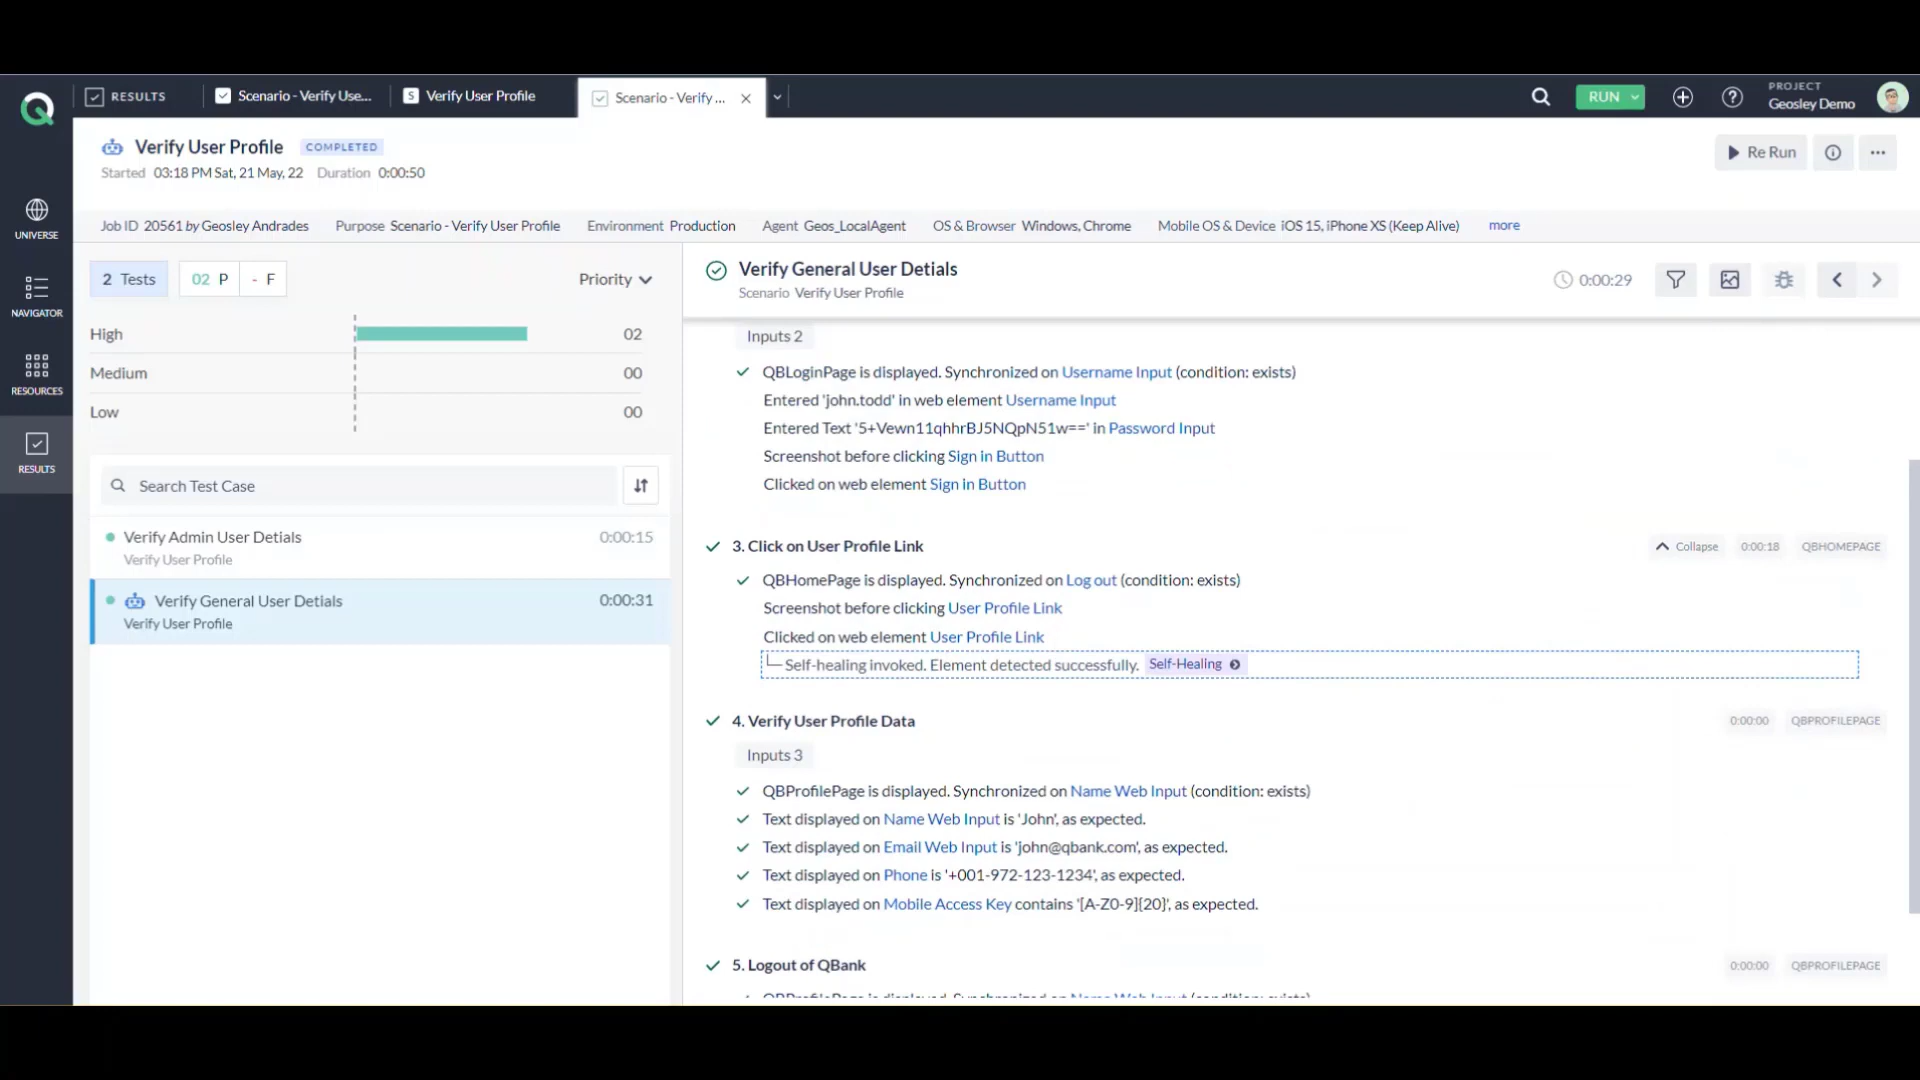 RESULTS
Scenario - Verify Use...
S Verify User Profile
Scenario - Verify ...
RUN
PROJECT
Geosley Demo
UNIVERSE
NAVIGATOR
RESOURCES
RESULTS
Verify User Profile COMPLETED
Started 03:18 PM Sat, 21 May, 22 Duration 0:00:50
Re Run
Job ID 20561 by Geosley Andrades Purpose Scenario - Verify User Profile Environment Production Agent Geos_LocalAgent OS & Browser Windows, Chrome Mobile OS & Device iOS 15, iPhone XS (Keep Alive) more
2 Tests 02 P - F Priority
High 02
Medium 00
Low 00
Search Test Case
Verify Admin User Detials 0:00:15
Verify User Profile
Verify General User Detials 0:00:31
Verify User Profile
Verify General User Detials
Scenario Verify User Profile
0:00:29
Inputs 2
QBLoginPage is displayed. Synchronized on Username Input (condition: exists)
Entered 'john.todd' in web element Username Input
Entered Text '5+Vewn11qhhrBJ5NQpN51w==' in Password Input
Screenshot before clicking Sign in Button
Clicked on web element Sign in Button
3. Click on User Profile Link Collapse 0:00:18 QBHOMEPAGE
QBHomePage is displayed. Synchronized on Log out (condition: exists)
Screenshot before clicking User Profile Link
Clicked on web element User Profile Link
Self-healing invoked. Element detected successfully. Self-Healing
4. Verify User Profile Data 0:00:00 QBPROFILEPAGE
Inputs 3
QBProfilePage is displayed. Synchronized on Name Web Input (condition: exists)
Text displayed on Name Web Input is 'John', as expected.
Text displayed on Email Web Input is 'john@qbank.com', as expected.
Text displayed on Phone is '+001-972-123-1234', as expected.
Text displayed on Mobile Access Key contains '[A-Z0-9]{20}', as expected.
5. Logout of QBank 0:00:00 QBPROFILEPAGE
QBProfilePage is displayed. Synchronized on Name Web Input (condition: exists)